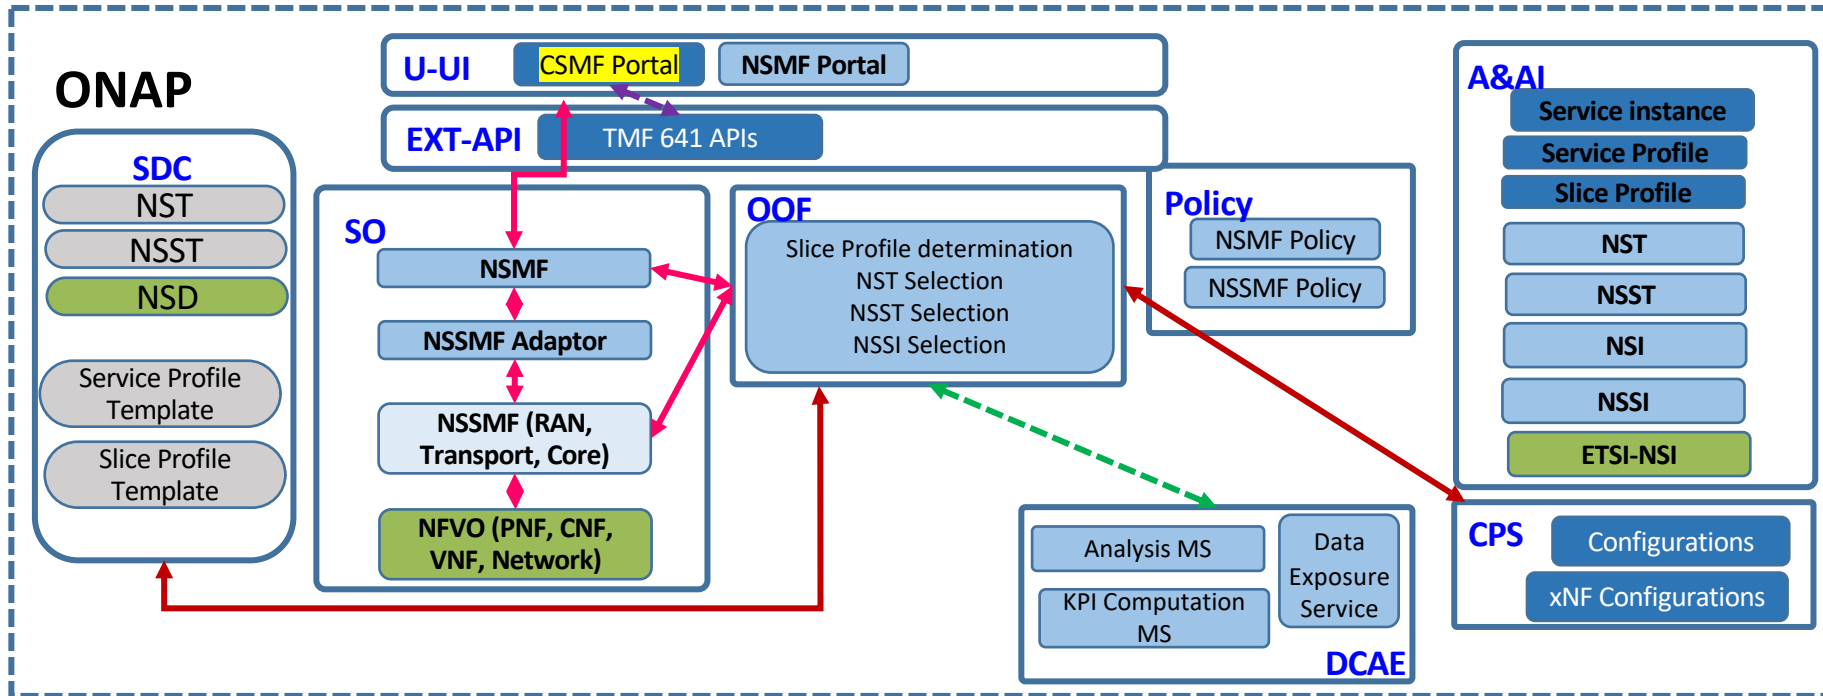 ONAP
U-UI
CSMF Portal
NSMF Portal
EXT-API
TMF 641 APIs
SDC
NST
NSST
NSD
Service Profile
Template
Slice Profile
Template
SO
NSMF
NSSMF Adaptor
NSSMF (RAN,
Transport, Core)
NFVO (PNF, CNF,
VNF, Network)
OOF
Slice Profile determination
NST Selection
NSST Selection
NSSI Selection
Policy
NSMF Policy
NSSMF Policy
Analysis MS
KPI Computation
MS
Data
Exposure
Service
DCAE
A&AI
Service instance
Service Profile
Slice Profile
NST
NSST
NSI
NSSI
ETSI-NSI
CPS
Configurations
xNF Configurations